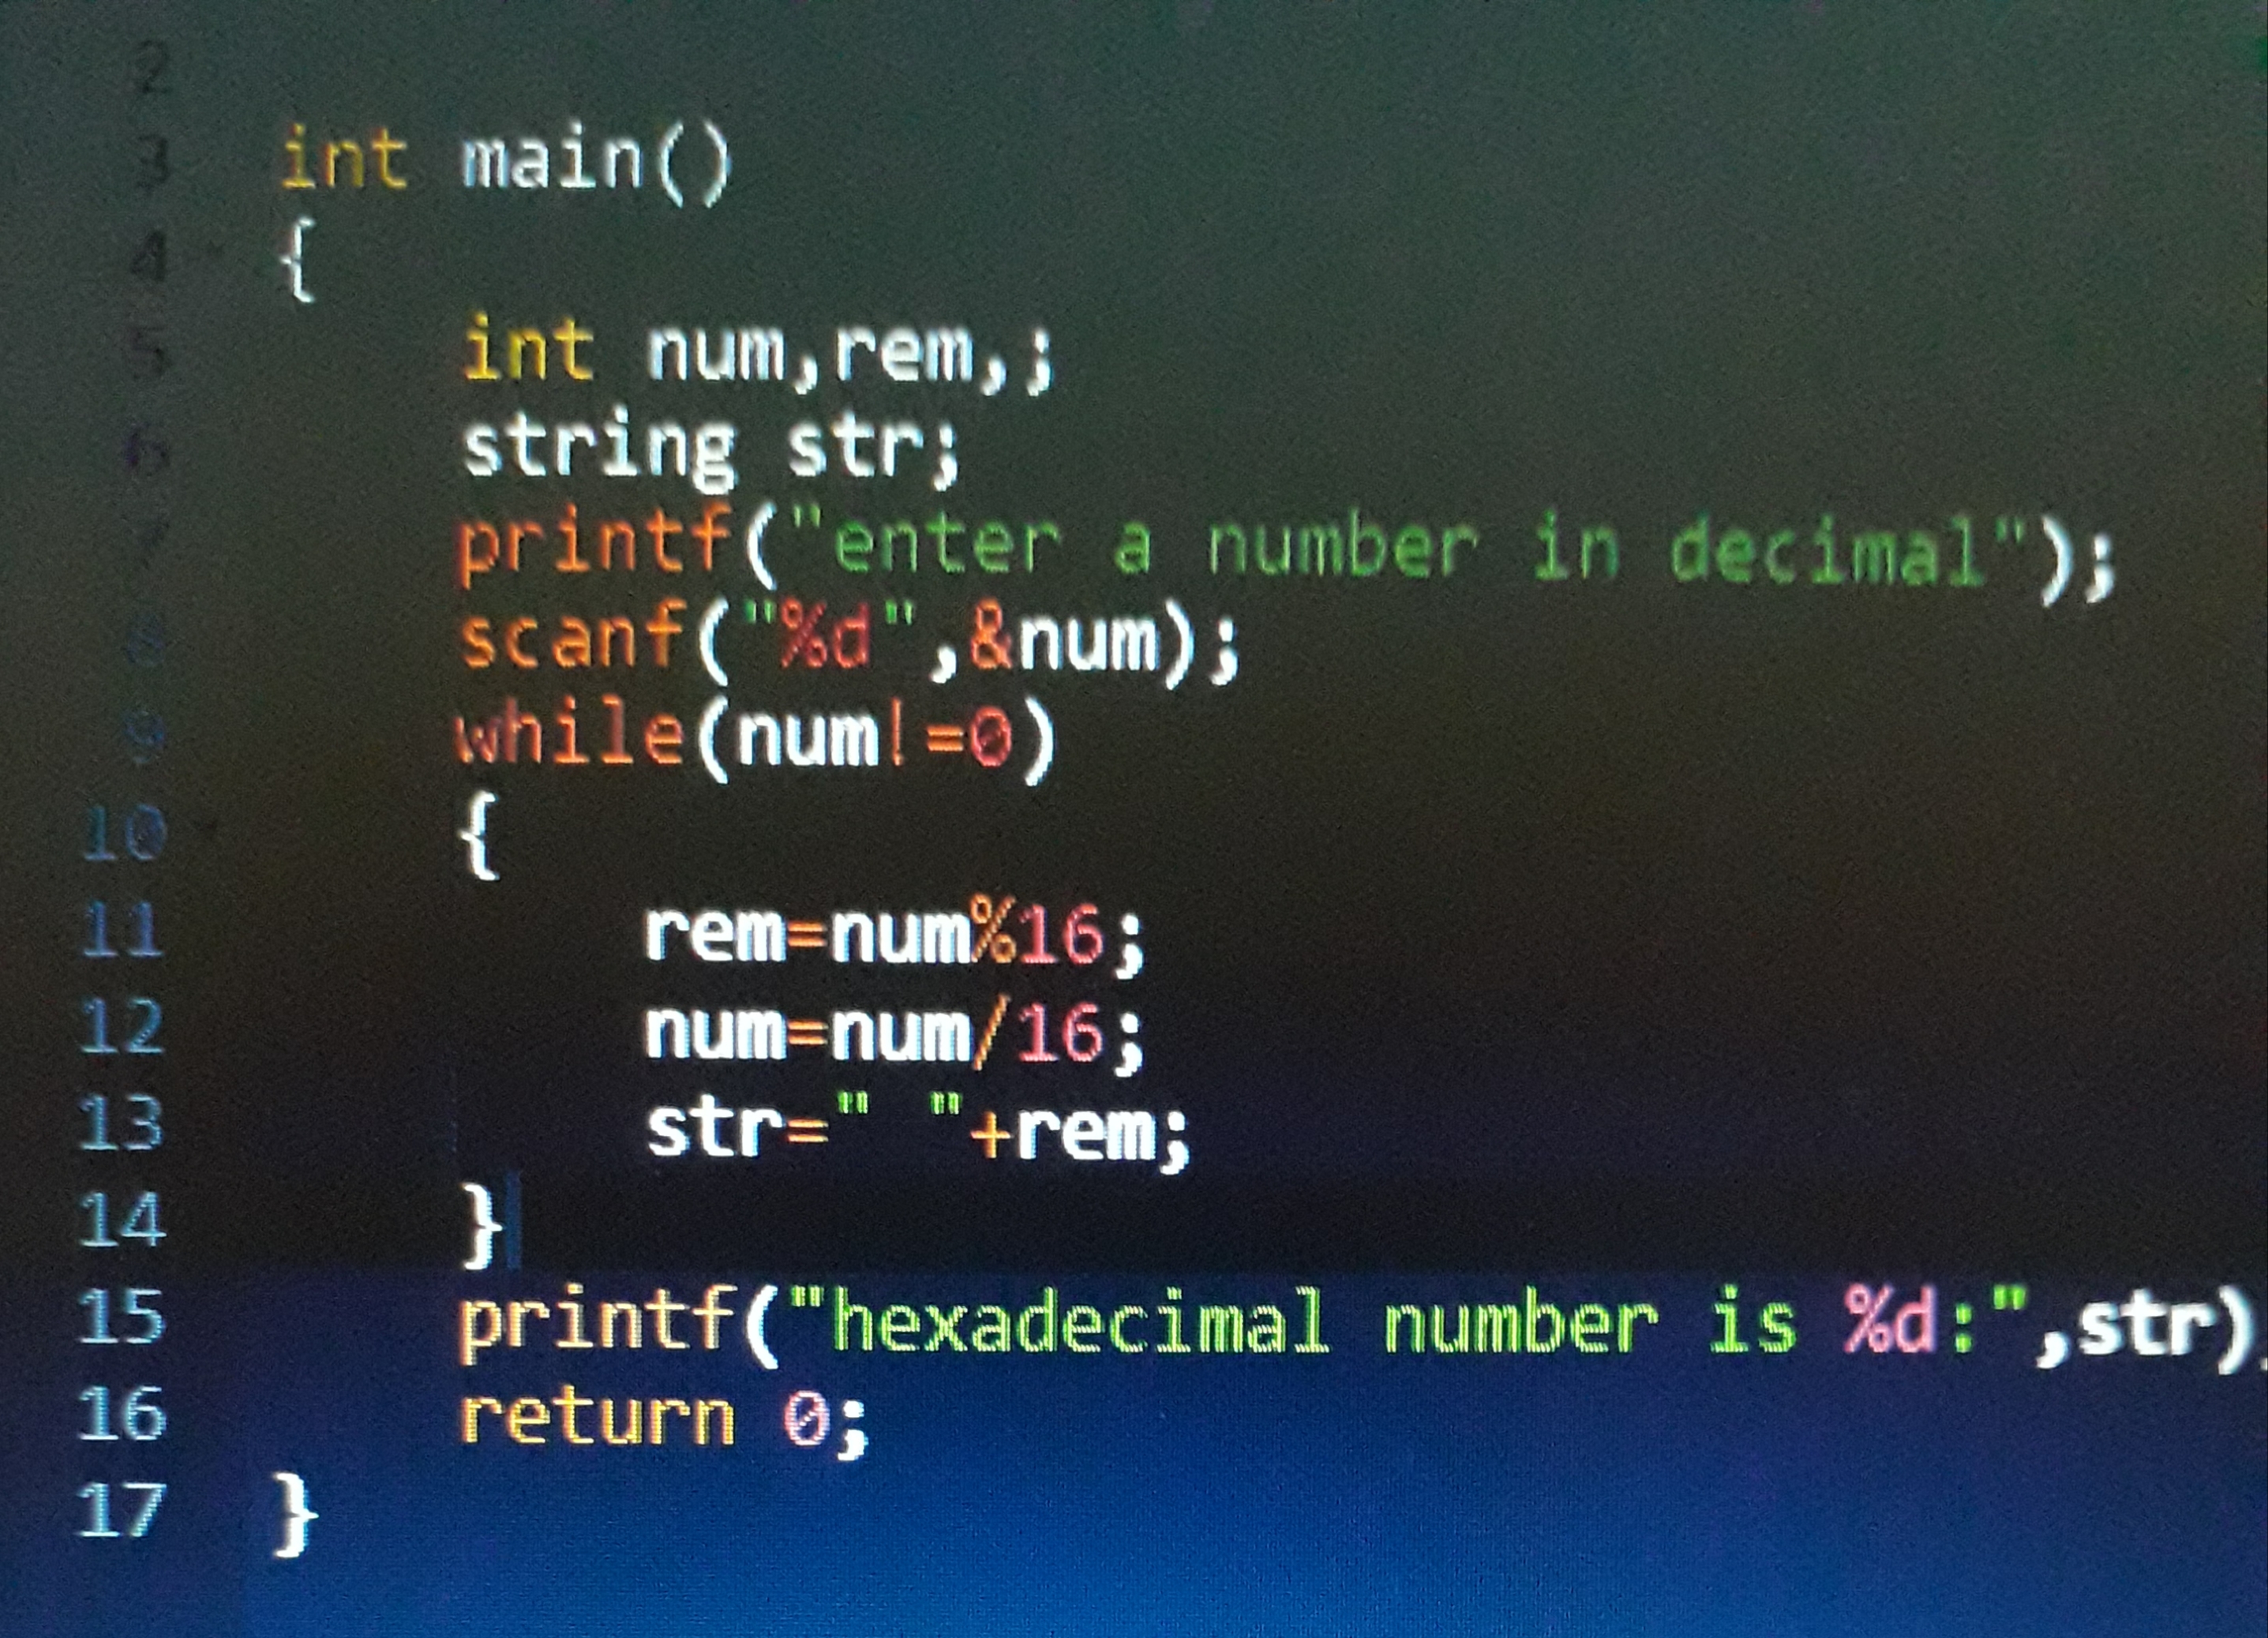 2
3 int main()
4 {
5 int num,rem,;
6 string str;
7 printf("enter a number in decimal");
8 scanf("%d",&num);
9 while(num!=0)
10 {
11 rem=num%16;
12 num=num/16;
13 str=" "+rem;
14 }
15 printf("hexadecimal number is %d:",str)
16 return 0;
17 }